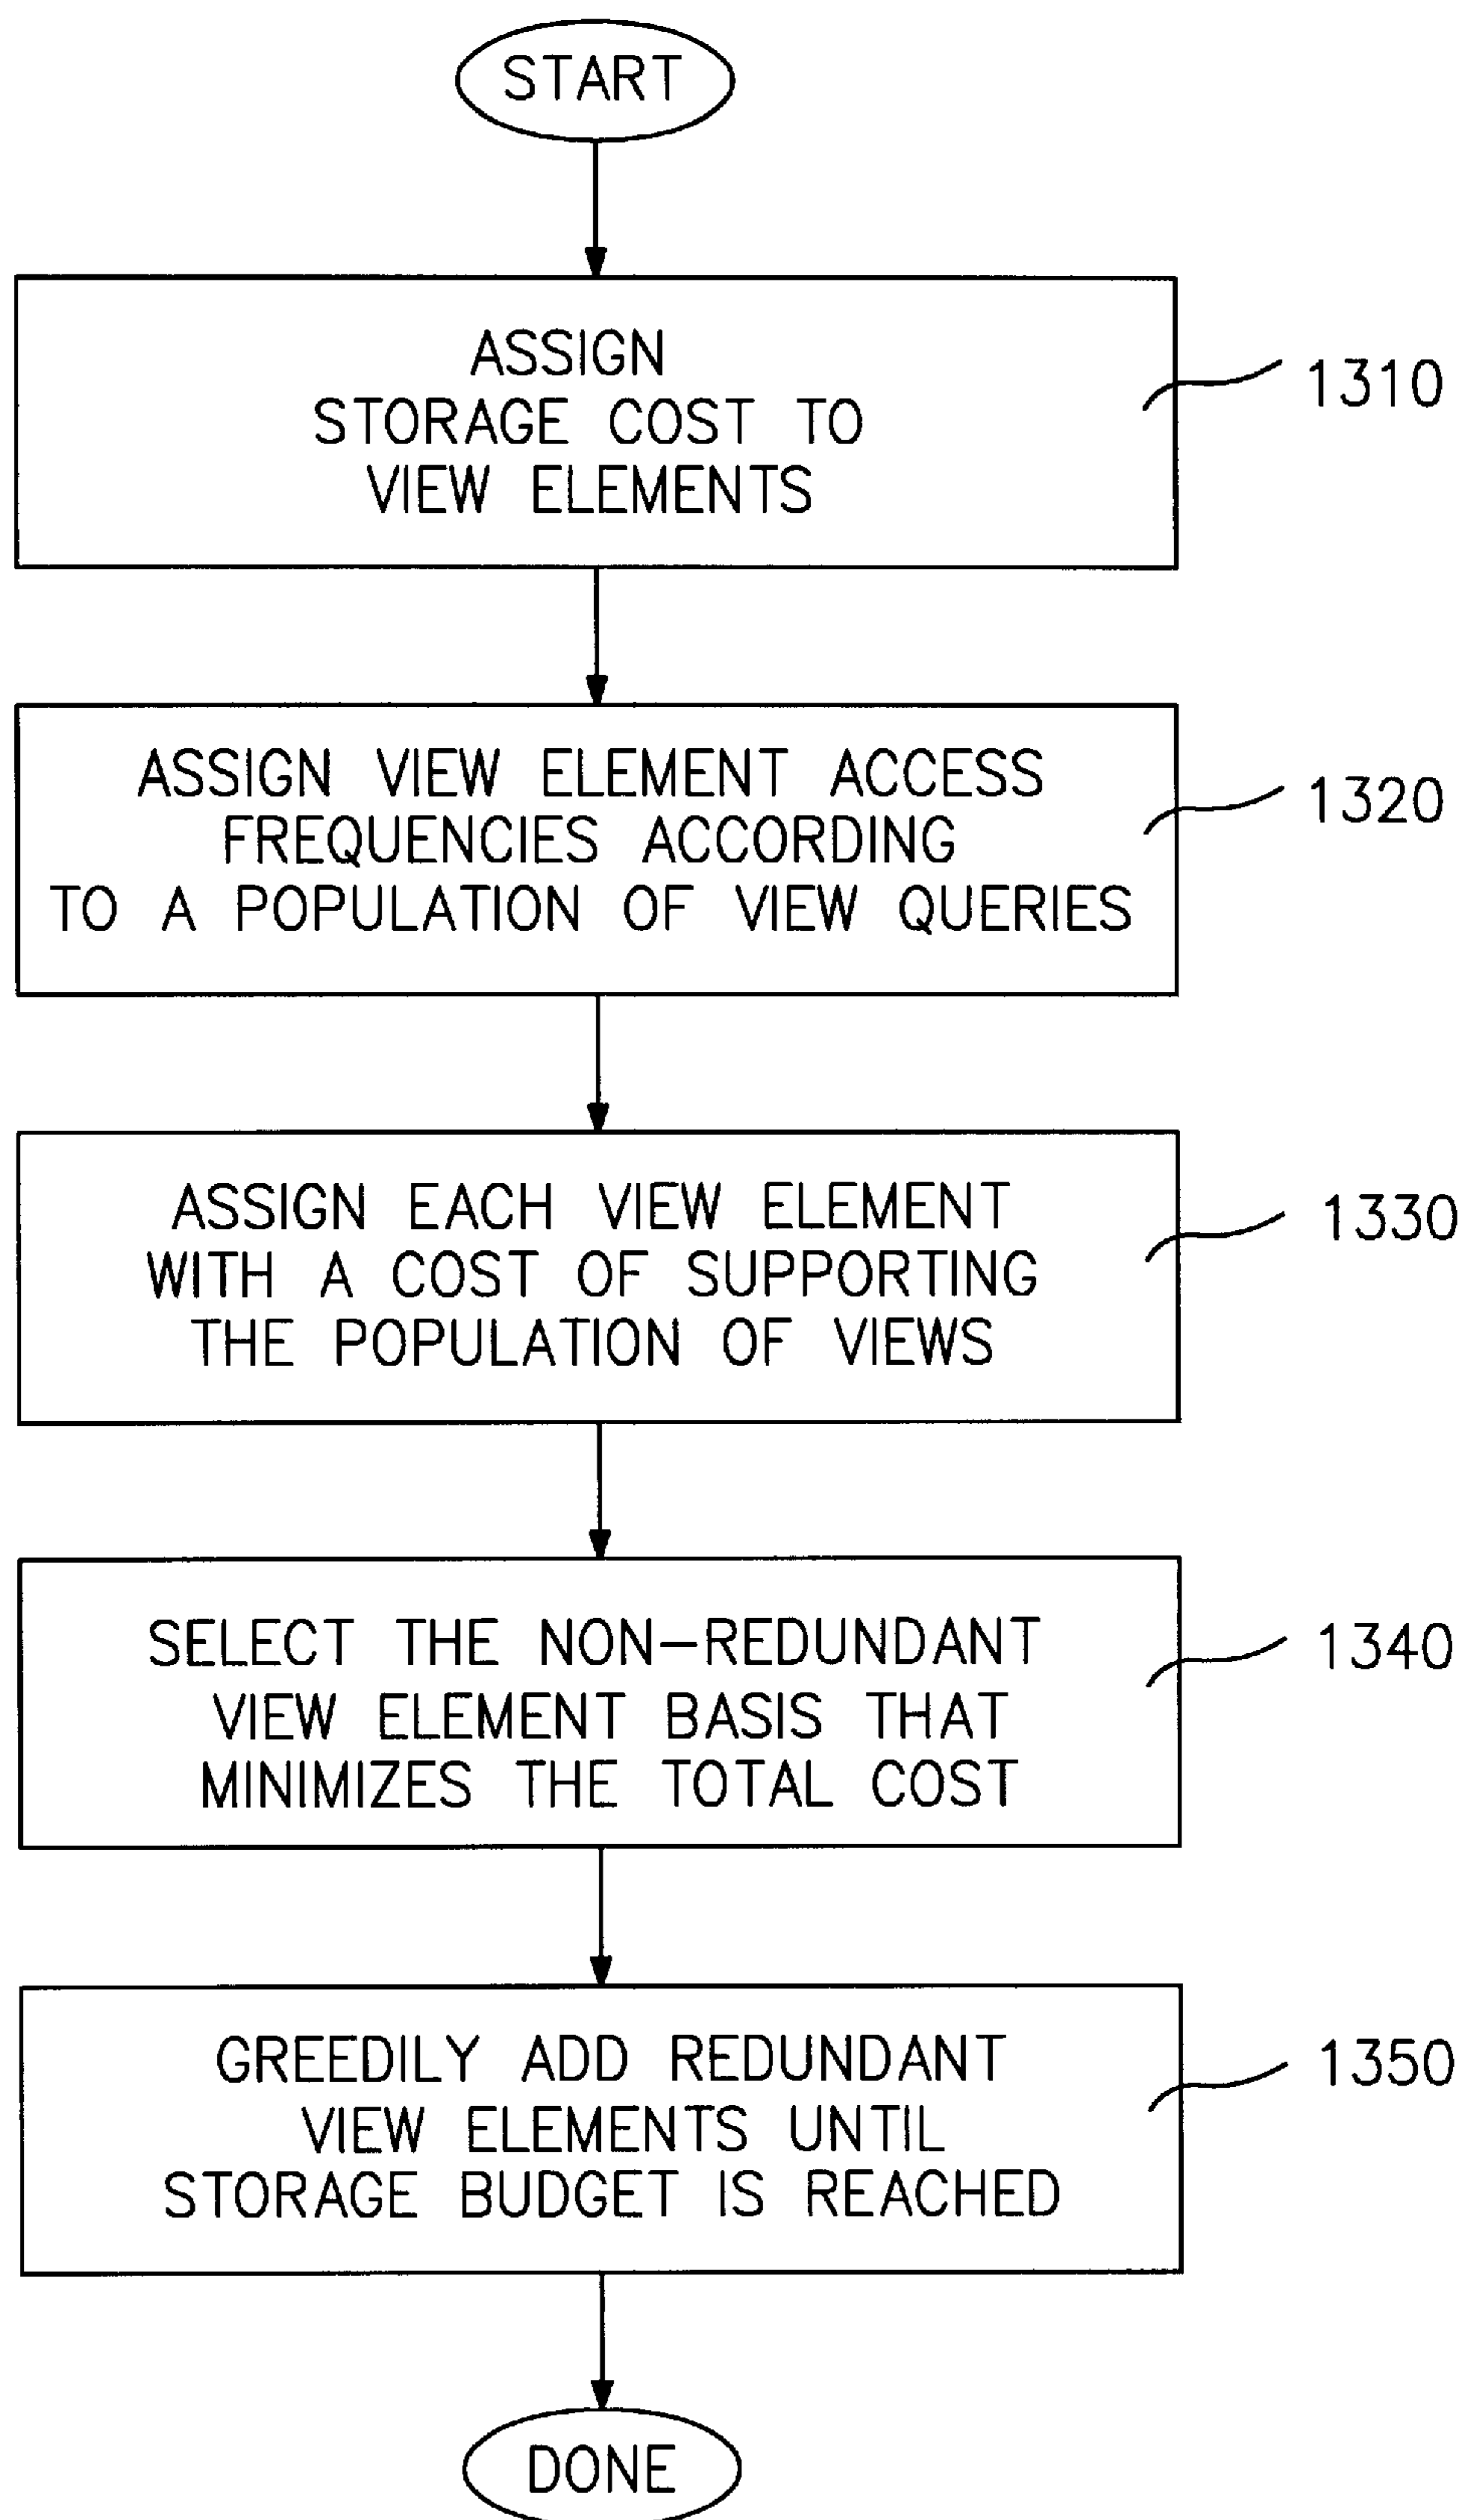 START
ASSIGN
STORAGE COST TO
VIEW ELEMENTS
1310
ASSIGN VIEW ELEMENT ACCESS
FREQUENCIES ACCORDING
TO A POPULATION OF VIEW QUERIES
1320
ASSIGN EACH VIEW ELEMENT
WITH A COST OF SUPPORTING
THE POPULATION OF VIEWS
1330
SELECT THE NON-REDUNDANT
VIEW ELEMENT BASIS THAT
MINIMIZES THE TOTAL COST
1340
GREEDILY ADD REDUNDANT
VIEW ELEMENTS UNTIL
STORAGE BUDGET IS REACHED
1350
DONE